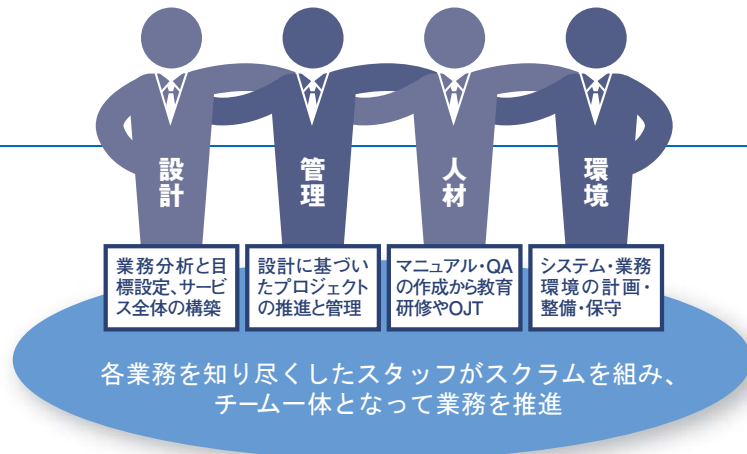 設計
管理
人材
環境
業務分析と目
標設定、サービ
ス全体の構築
設計に基づい
たプロジェクト
の推進と管理
マニュアル・QA
の作成から教育
研修やOJT
システム・業務
環境の計画・
整備・保守
各業務を知り尽くしたスタッフがスクラムを組み、
チーム一体となって業務を推進